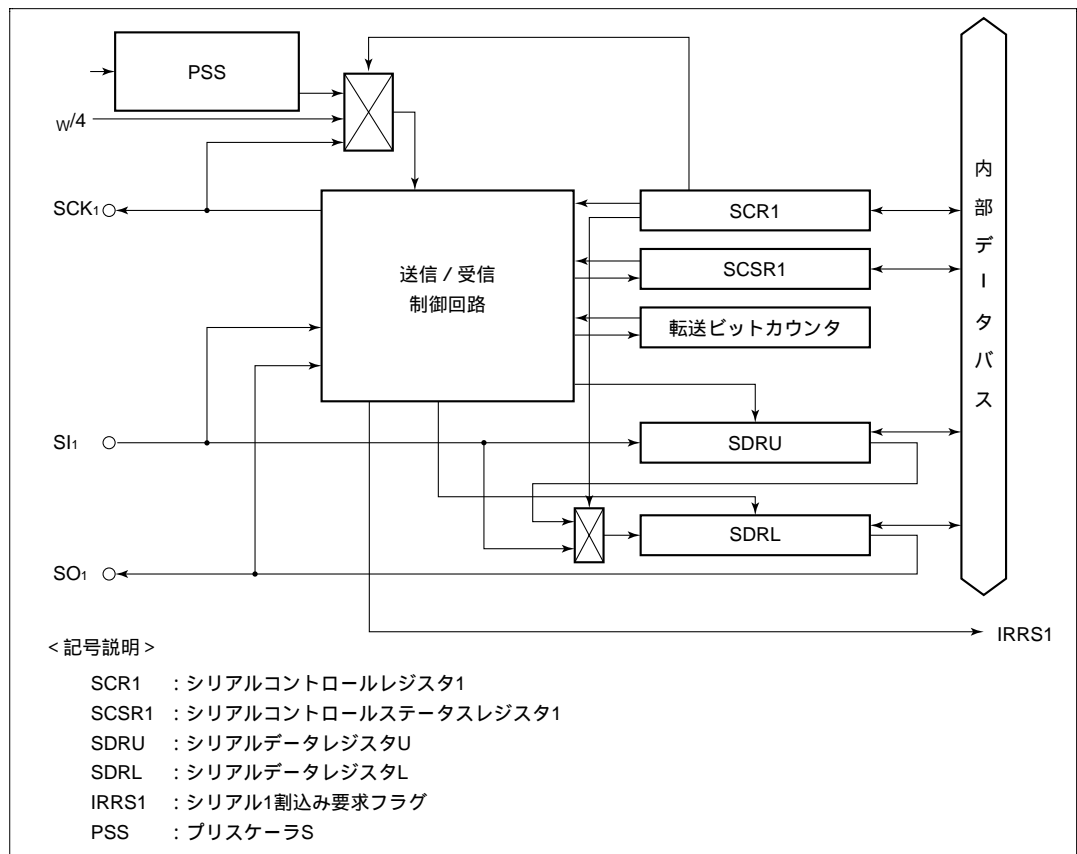 PSS
W/4
SCK1
SCR1
SCSR1
送信 / 受信
制御回路
転送ビットカウンタ
SI1
SDRU
SDRL
SO1
内部データバス
IRRS1
<記号説明>
SCR1 :シリアルコントロールレジスタ1
SCSR1 :シリアルコントロールステータスレジスタ1
SDRU :シリアルデータレジスタU
SDRL :シリアルデータレジスタL
IRRS1 :シリアル1割込み要求フラグ
PSS :プリスケーラS